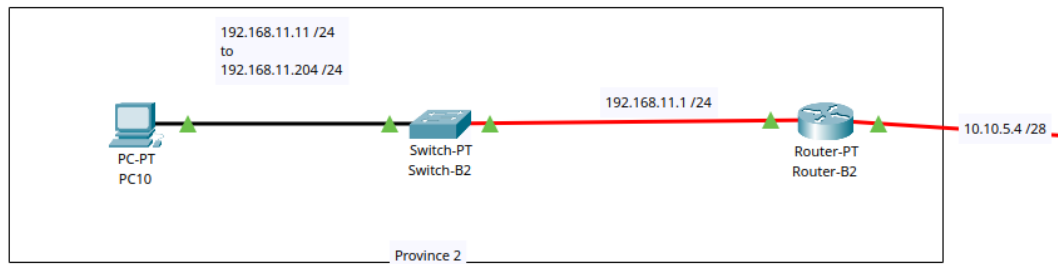 192.168.11.11 /24
to
192.168.11.204 /24
192.168.11.1 /24
10.10.5.4 /28
PC-PT
PC10
Switch-PT
Switch-B2
Router-PT
Router-B2
Province 2